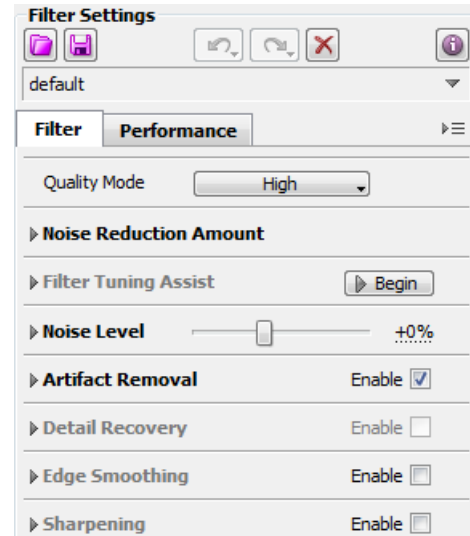 Filter Settings
default
Filter Performance
Quality Mode High
Noise Reduction Amount
Filter Tuning Assist Begin
Noise Level +0%
Artifact Removal Enable
Detail Recovery Enable
Edge Smoothing Enable
Sharpening Enable